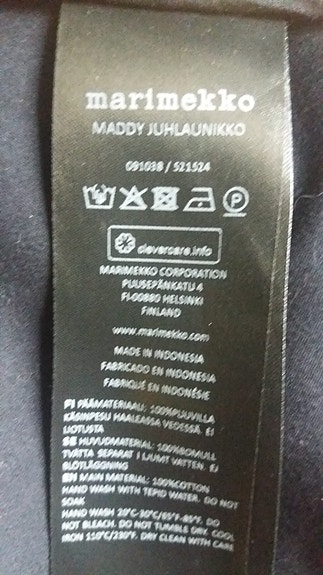 marimekko
MADDY JUHLAUNIKKO
091038 / 521524
clevercare.info
MARIMEKKO CORPORATION
PUUSEPÄNKATU 4
FI-00880 HELSINKI
FINLAND
www.marimekko.com
MADE IN INDONESIA
FABRICADO EN INDONESIA
FABRIQUÉ EN INDONÉSIE
FI PÄÄMATERIAALI: 100%PUUVILLA
KÄSINPESU HAALEASSA VEDESSÄ. EI
LIOTUSTA
SE HUVUDMATERIAL: 100%BOMULL
TVÄTTA SEPARAT I LJUMT VATTEN. EJ
BLÖTLÄGGNING
EN MAIN MATERIAL: 100%COTTON
HAND WASH WITH TEPID WATER. DO NOT
SOAK
HAND WASH 20°C-30°C/65°F-85°F. DO
NOT BLEACH. DO NOT TUMBLE DRY. COOL
IRON 110°C/230°F. DRY CLEAN WITH CARE